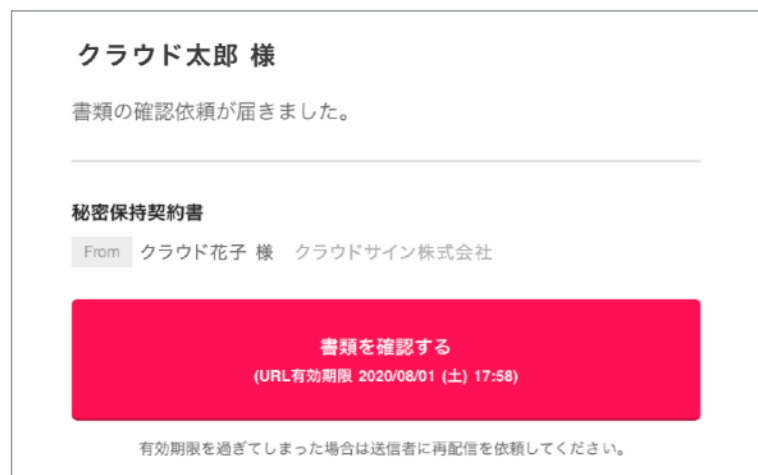 クラウド太郎 様
書類の確認依頼が届きました。
秘密保持契約書
From クラウド花子 様 クラウドサイン株式会社
書類を確認する
(URL有効期限 2020/08/01 (土) 17:58)
有効期限を過ぎてしまった場合は送信者に再配信を依頼してください。